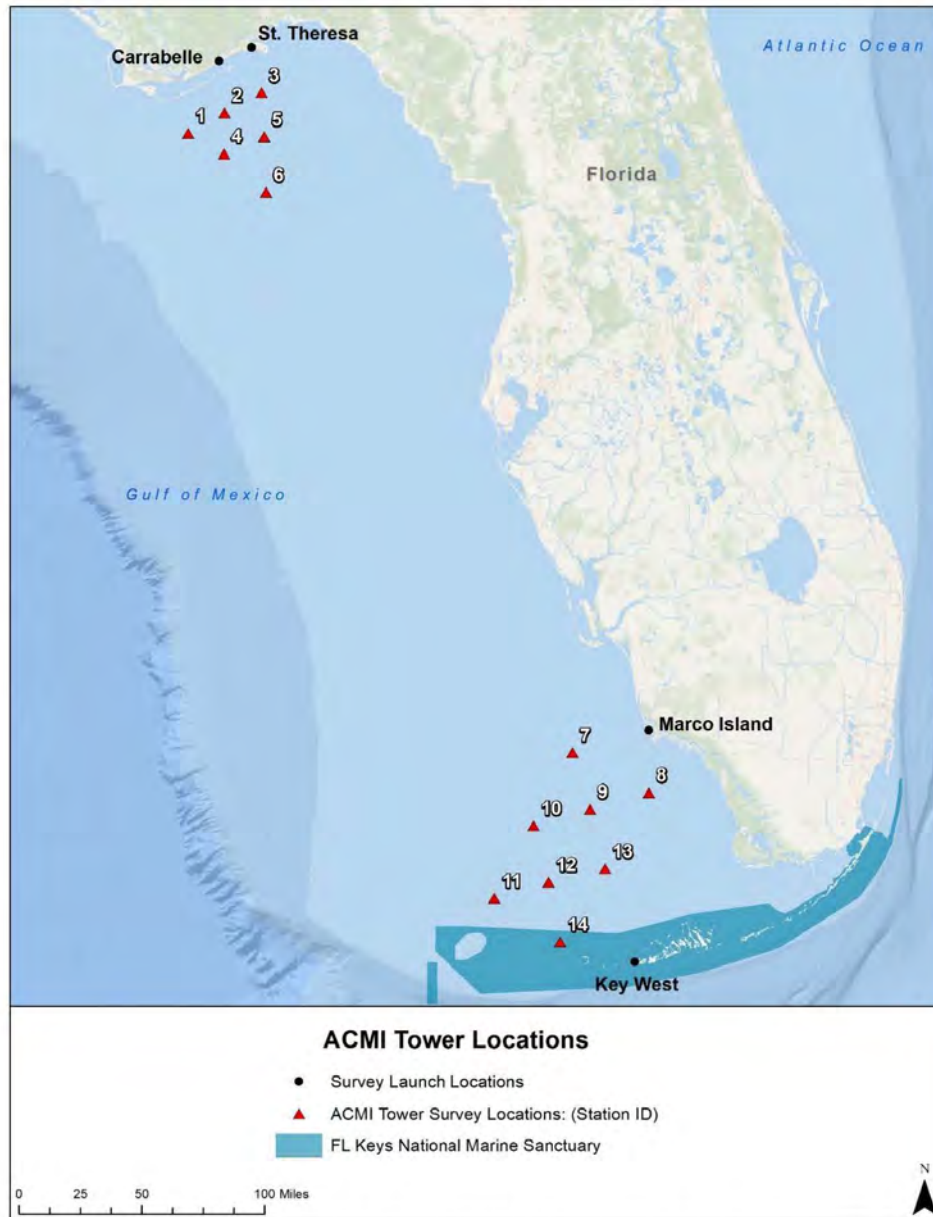 St. Theresa
Carrabelle
Atlantic Ocean
3
2
1
5
4
6
Florida
Gulf of Mexico
Marco Island
7
8
9
10
13
12
11
14
Key West
ACMI Tower Locations
Survey Launch Locations
ACMI Tower Survey Locations: (Station ID)
FL Keys National Marine Sanctuary
0 25 50 100 Miles
N